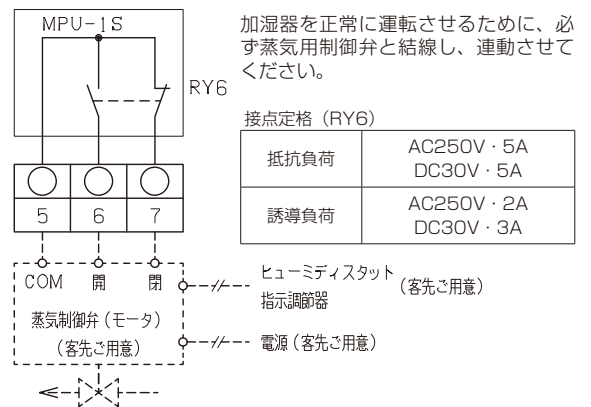 MPU-1S
RY6
5 6 7
COM 開 閉
蒸気制御弁(モータ)
(客先ご用意)
加湿器を正常に運転させるために、必
ず蒸気用制御弁と結線し、連動させて
ください。
接点定格(RY6)
抵抗負荷
AC250V・5A
DC30V・5A
誘導負荷
AC250V・2A
DC30V・3A
ヒューミディスタット
指示調節器
(客先ご用意)
電源(客先ご用意)